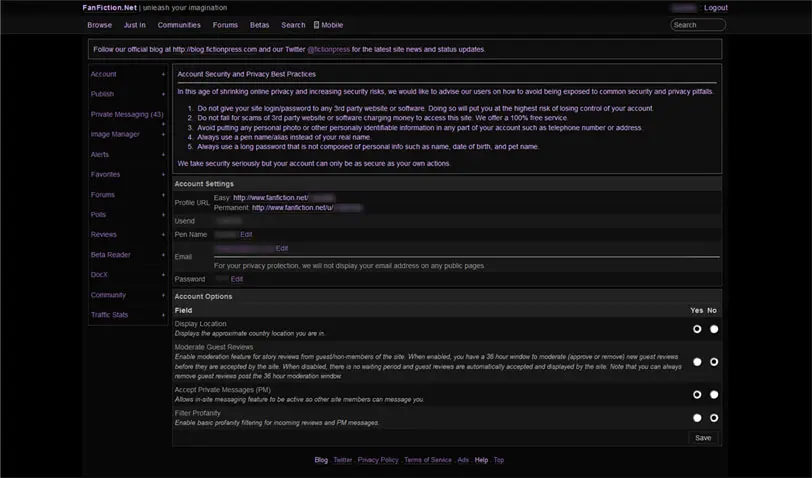 FanFiction.Net | unleash your imagination
Logout
Browse Just In Communities Forums Betas Search Mobile
Search
Follow our official blog at http://blog.fictionpress.com and our Twitter @fictionpress for the latest site news and status updates.
Account +
Publish +
Private Messaging (43) +
Image Manager +
Alerts +
Favorites +
Forums +
Polls +
Reviews +
Beta Reader +
DocX +
Community +
Traffic Stats +
Account Security and Privacy Best Practices
In this age of shrinking online privacy and increasing security risks, we would like to advise our users on how to avoid being exposed to common security and privacy pitfalls.
1. Do not give your site login/password to any 3rd party website or software. Doing so will put you at the highest risk of losing control of your account.
2. Do not fall for scams of 3rd party website or software charging money to access this site. We offer a 100% free service.
3. Avoid putting any personal photo or other personally identifiable information in any part of your account such as telephone number or address.
4. Always use a pen name/alias instead of your real name.
5. Always use a long password that is not composed of personal info such as name, date of birth, and pet name.
We take security seriously but your account can only be as secure as your own actions.
Account Settings
Profile URL
Easy: http://www.fanfiction.net/
Permanent: http://www.fanfiction.net/u/
Userid
Pen Name Edit
Email Edit
For your privacy protection, we will not display your email address on any public pages.
Password Edit
Account Options
Field Yes No
Display Location
Displays the approximate country location you are in.
Moderate Guest Reviews
Enable moderation feature for story reviews from guest/non-members of the site. When enabled, you have a 36 hour window to moderate (approve or remove) new guest reviews
before they are accepted by the site. When disabled, there is no waiting period and guest reviews are automatically accepted and displayed by the site. Note that you can always
remove guest reviews post the 36 hour moderation window.
Accept Private Messages (PM)
Allows in-site messaging feature to be active so other site members can message you.
Filter Profanity
Enable basic profanity filtering for incoming reviews and PM messages.
Save
Blog . Twitter . Privacy Policy . Terms of Service . Ads . Help . Top